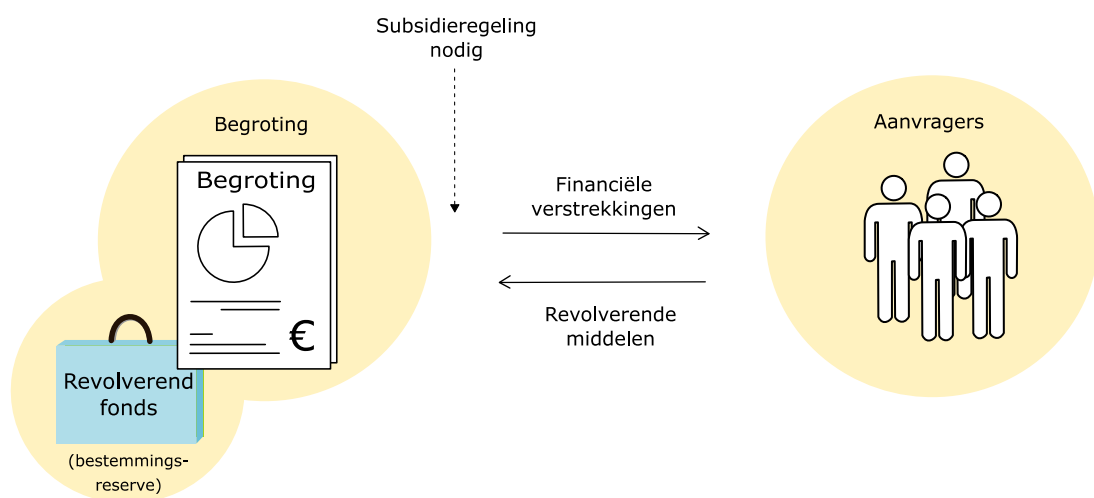 Subsidieregeling
nodig
Begroting
Begroting
€
Revolverend
fonds
(bestemmings-
reserve)
Financiële
verstrekkingen
Revolverende
middelen
Aanvragers